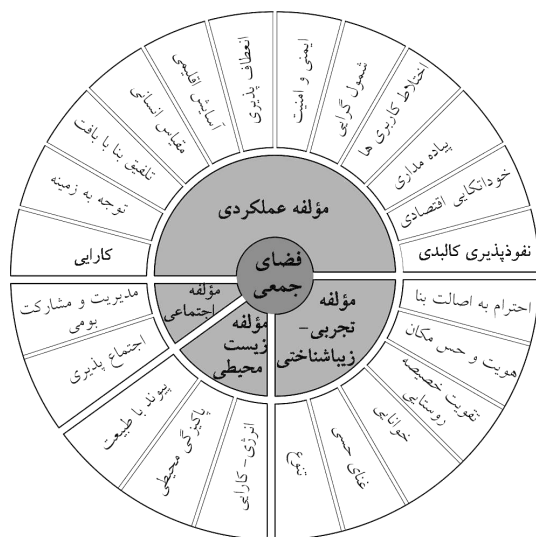 فضای
جمعی
مؤلفه عملکردی
نفوذپذیری کالبدی
خوداتکایی اقتصادی
پیاده مداری
اختلاط کاربری ها
شمول گرایی
ایمنی و امنیت
انعطاف پذیری
آسایش اقلیمی
مقیاس انسانی
تلفیق بنا با بافت
توجه به زمینه
کارایی
مؤلفه
اجتماعی
مدیریت و مشارکت
بومی
اجتماع پذیری
مؤلفه
زیست
محیطی
پیوند با طبیعت
پاکیزگی محیطی
انرژی - کارایی
مؤلفه
تجربی-
زیباشناختی
تنوع
غنای حسی
خوانایی
تقویت خصیصه
روستایی
هویت و حس مکان
احترام به اصالت بنا